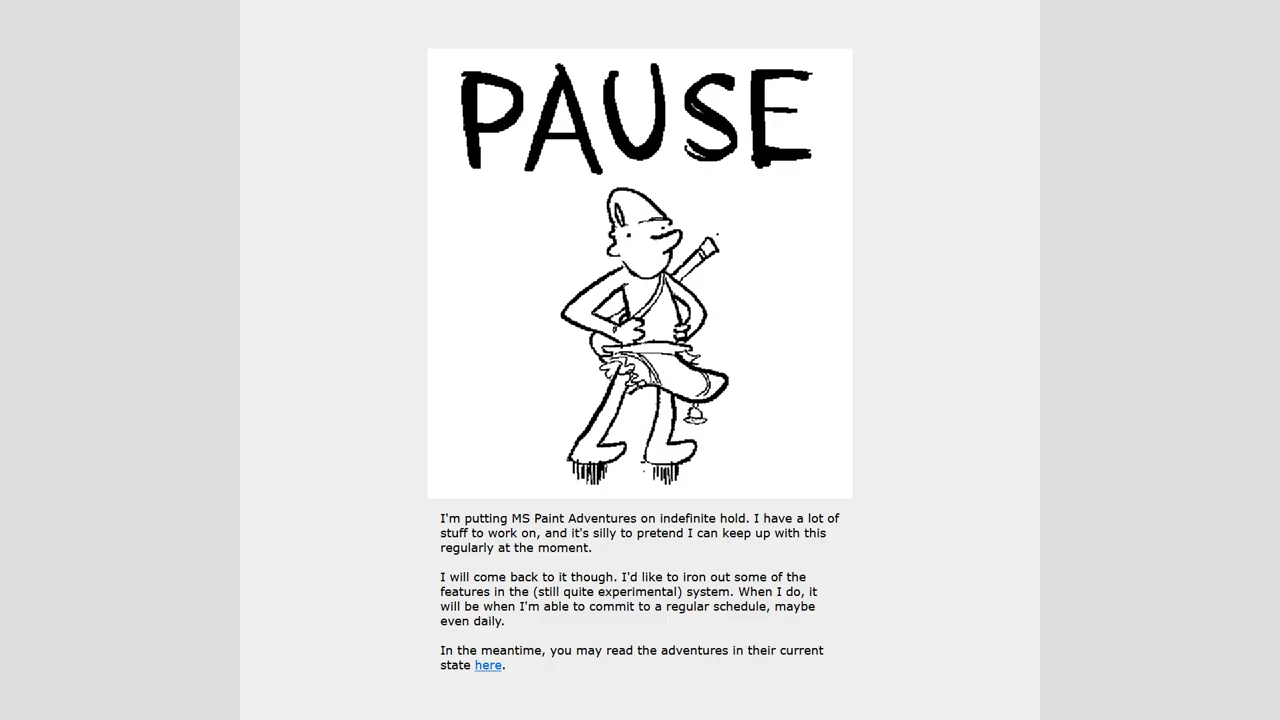 PAUSE
I'm putting MS Paint Adventures on indefinite hold. I have a lot of
stuff to work on, and it's silly to pretend I can keep up with this
regularly at the moment.
I will come back to it though. I'd like to iron out some of the
features in the (still quite experimental) system. When I do, it
will be when I'm able to commit to a regular schedule, maybe
even daily.
In the meantime, you may read the adventures in their current
state here.